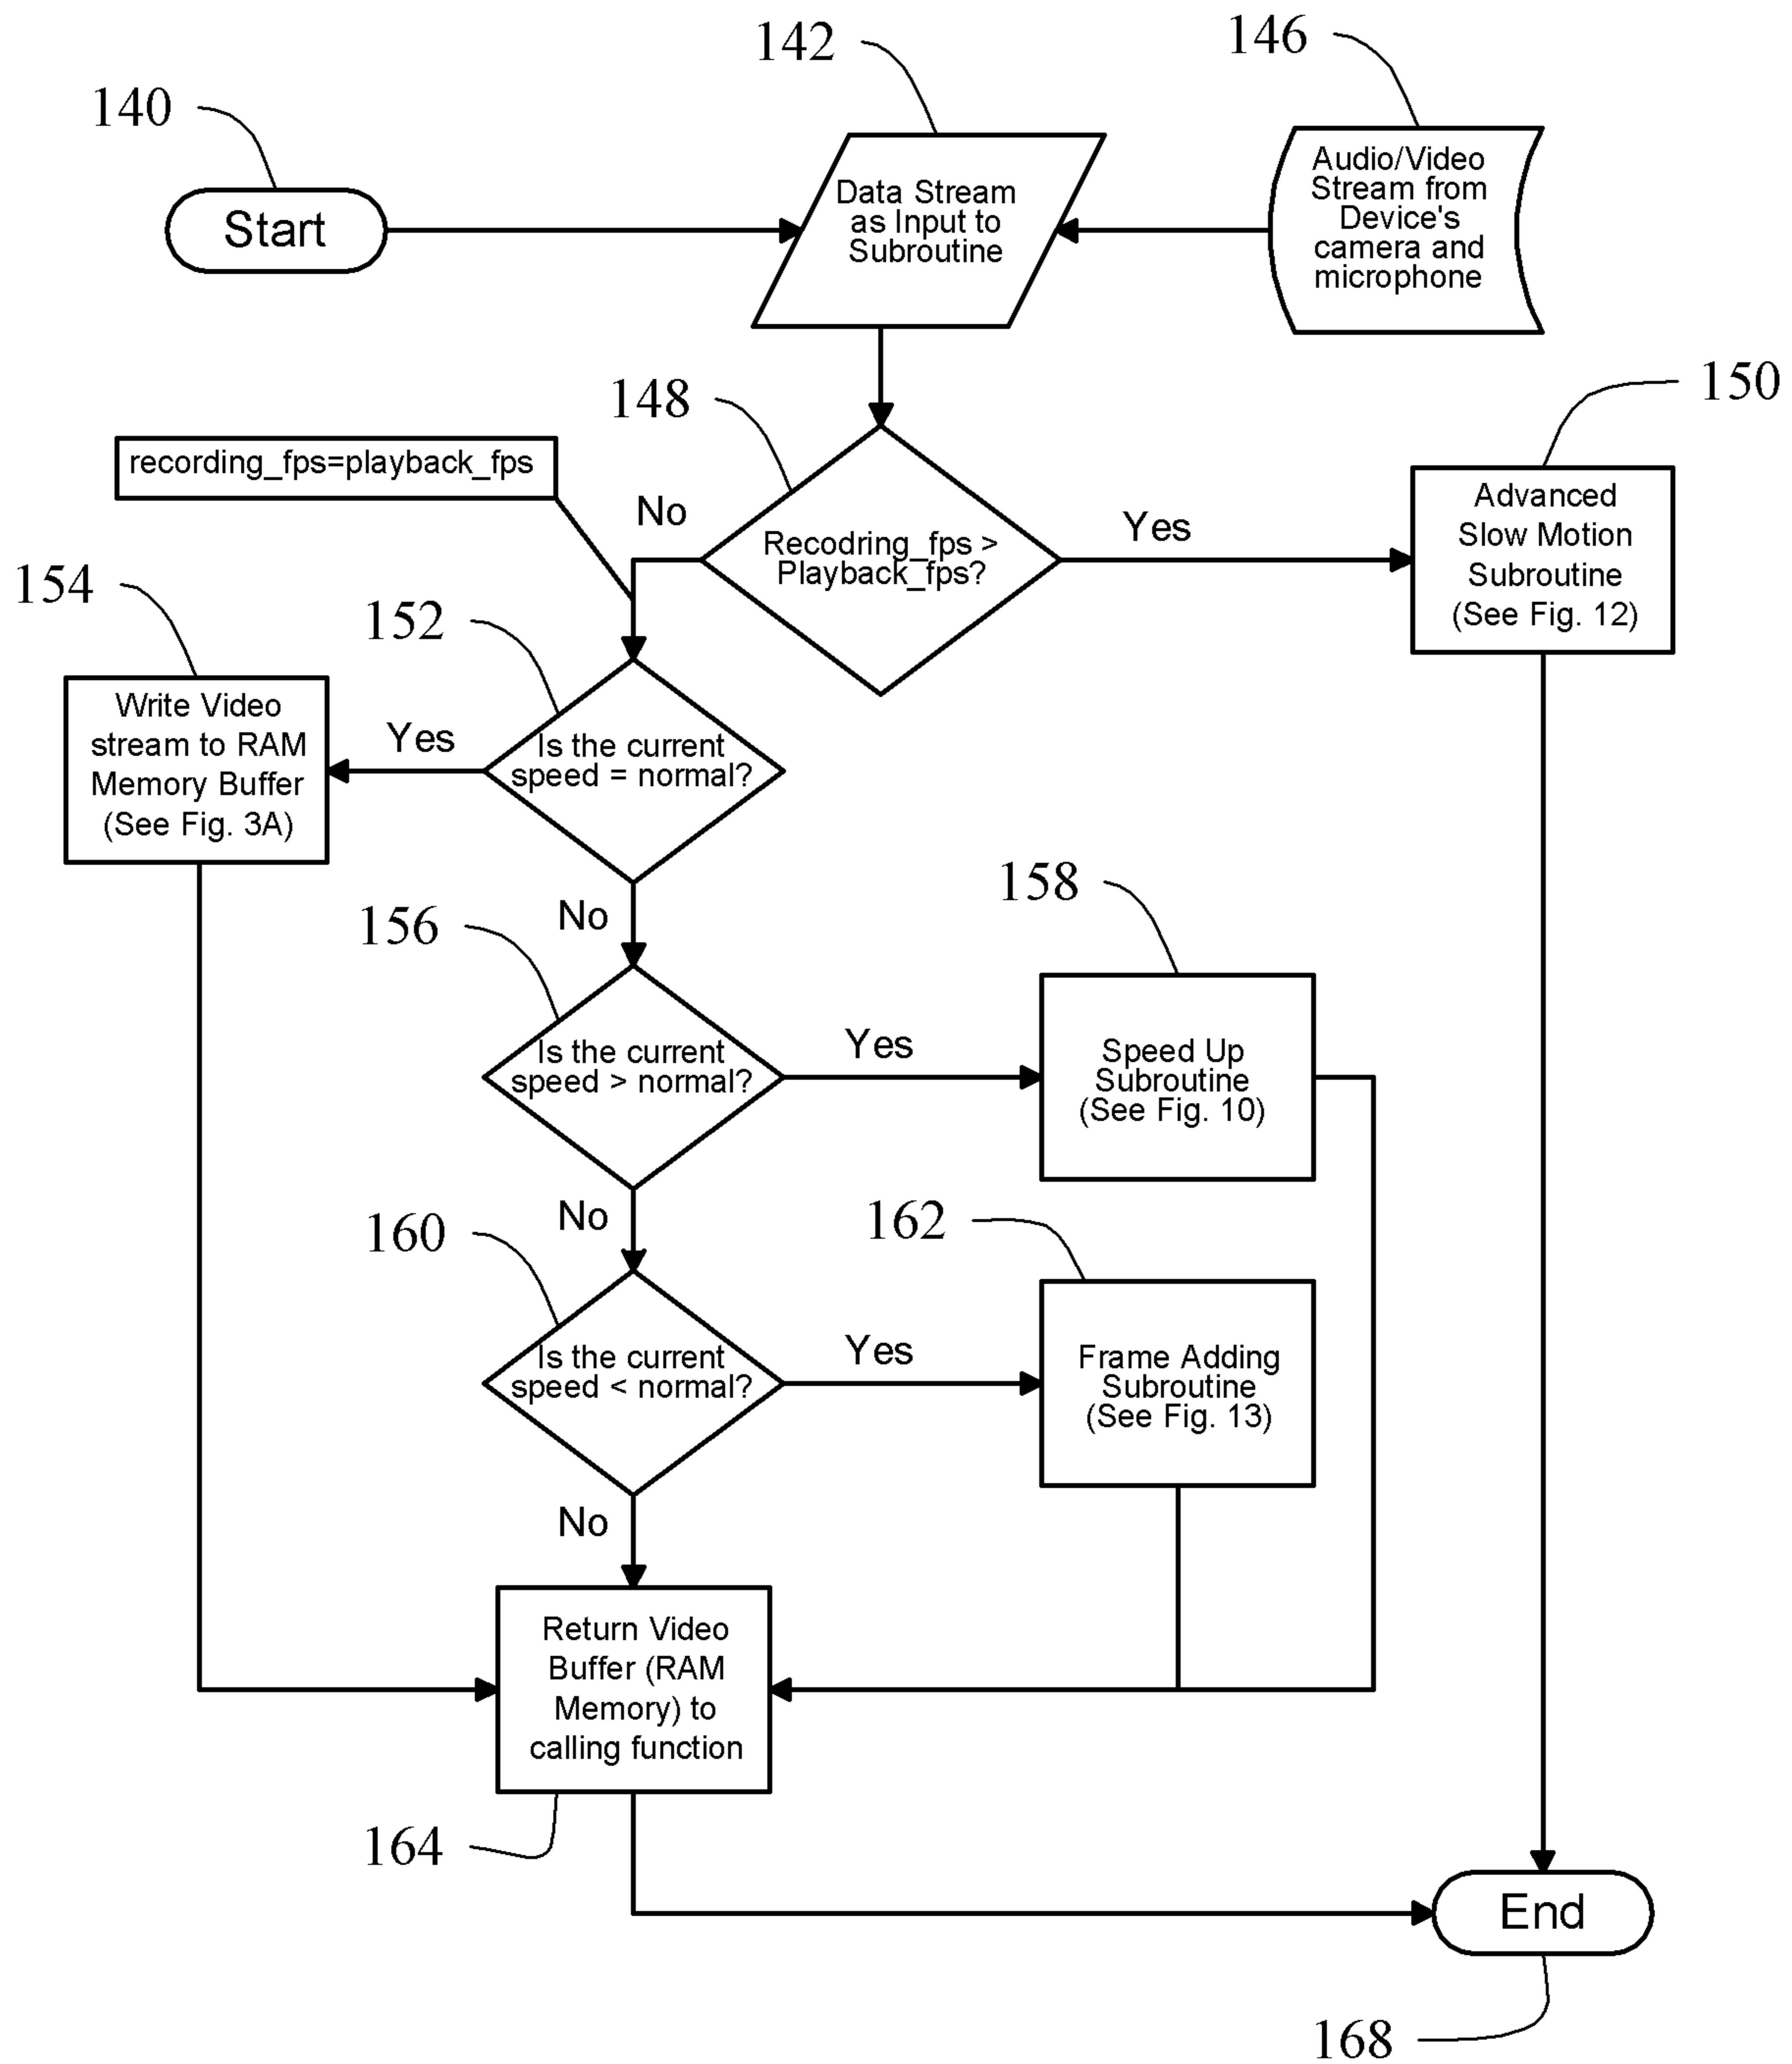 142
146
140
Start
Data Stream
as Input to
Subroutine
Audio/Video
Stream from
Device's
camera and
microphone
148
150
recording_fps=playback_fps
No
Recodring_fps >
Playback_fps?
Yes
Advanced
Slow Motion
Subroutine
(See Fig. 12)
154
152
Write Video
stream to RAM
Memory Buffer
(See Fig. 3A)
Yes
Is the current
speed = normal?
No
156
158
Is the current
speed > normal?
Yes
Speed Up
Subroutine
(See Fig. 10)
No
160
162
Is the current
speed < normal?
Yes
Frame Adding
Subroutine
(See Fig. 13)
No
Return Video
Buffer (RAM
Memory) to
calling function
164
End
168